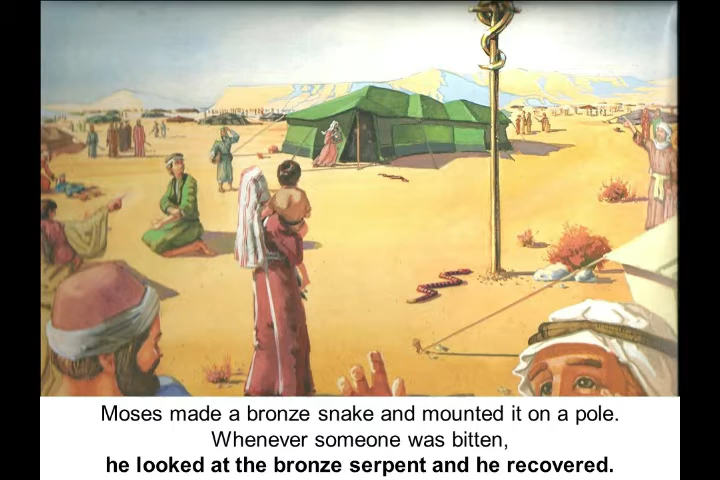 Moses made a bronze snake and mounted it on a pole.
Whenever someone was bitten,
he looked at the bronze serpent and he recovered.